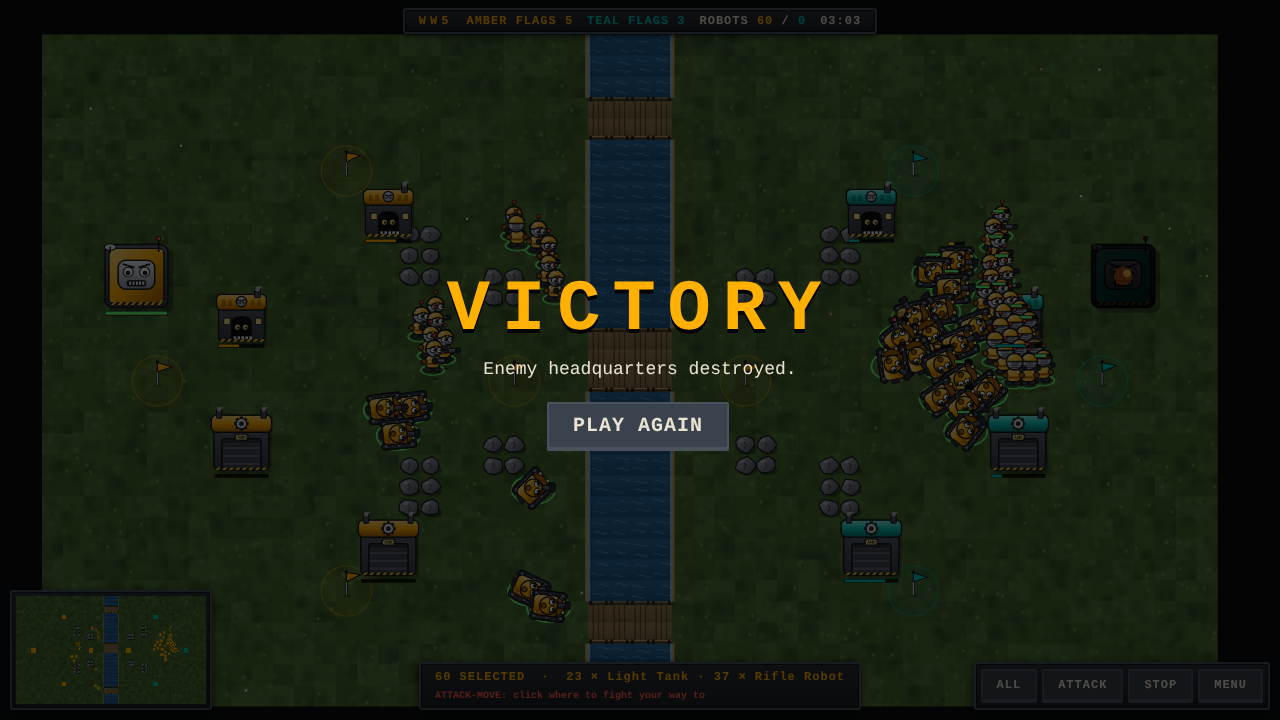 WW5 AMBER FLAGS 5 TEAL FLAGS 3 ROBOTS 60 / 0 03:03
VICTORY
Enemy headquarters destroyed.
PLAY AGAIN
60 SELECTED · 23 × Light Tank · 37 × Rifle Robot
ATTACK-MOVE: click where to fight your way to
ALL ATTACK STOP MENU